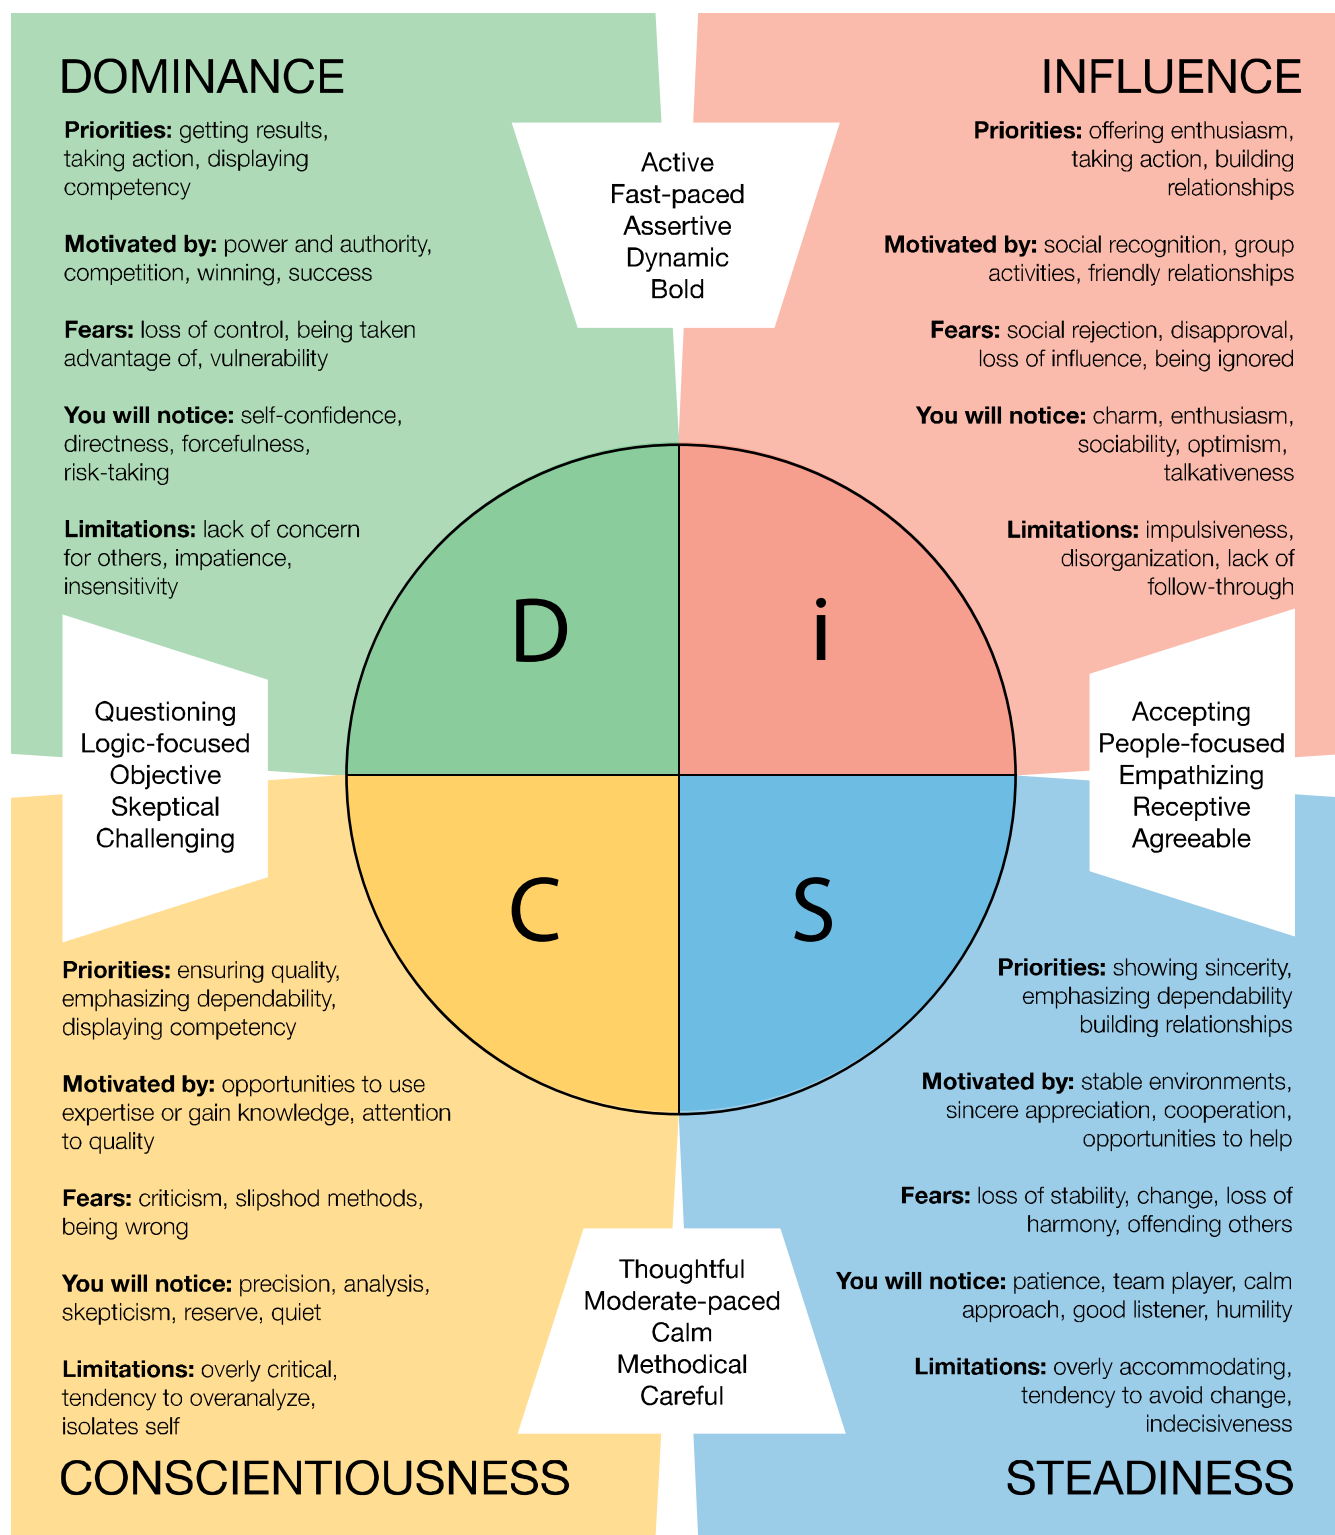 DOMINANCE
Priorities: getting results,
taking action, displaying
competency
Motivated by: power and authority,
competition, winning, success
Fears: loss of control, being taken
advantage of, vulnerability
You will notice: self-confidence,
directness, forcefulness,
risk-taking
Limitations: lack of concern
for others, impatience,
insensitivity
Active
Fast-paced
Assertive
Dynamic
Bold
INFLUENCE
Priorities: offering enthusiasm,
taking action, building
relationships
Motivated by: social recognition, group
activities, friendly relationships
Fears: social rejection, disapproval,
loss of influence, being ignored
You will notice: charm, enthusiasm,
sociability, optimism,
talkativeness
Limitations: impulsiveness,
disorganization, lack of
follow-through
D
i
Questioning
Logic-focused
Objective
Skeptical
Challenging
Accepting
People-focused
Empathizing
Receptive
Agreeable
C
S
Priorities: ensuring quality,
emphasizing dependability,
displaying competency
Motivated by: opportunities to use
expertise or gain knowledge, attention
to quality
Fears: criticism, slipshod methods,
being wrong
You will notice: precision, analysis,
skepticism, reserve, quiet
Limitations: overly critical,
tendency to overanalyze,
isolates self
CONSCIENTIOUSNESS
Thoughtful
Moderate-paced
Calm
Methodical
Careful
Priorities: showing sincerity,
emphasizing dependability
building relationships
Motivated by: stable environments,
sincere appreciation, cooperation,
opportunities to help
Fears: loss of stability, change, loss of
harmony, offending others
You will notice: patience, team player, calm
approach, good listener, humility
Limitations: overly accommodating,
tendency to avoid change,
indecisiveness
STEADINESS